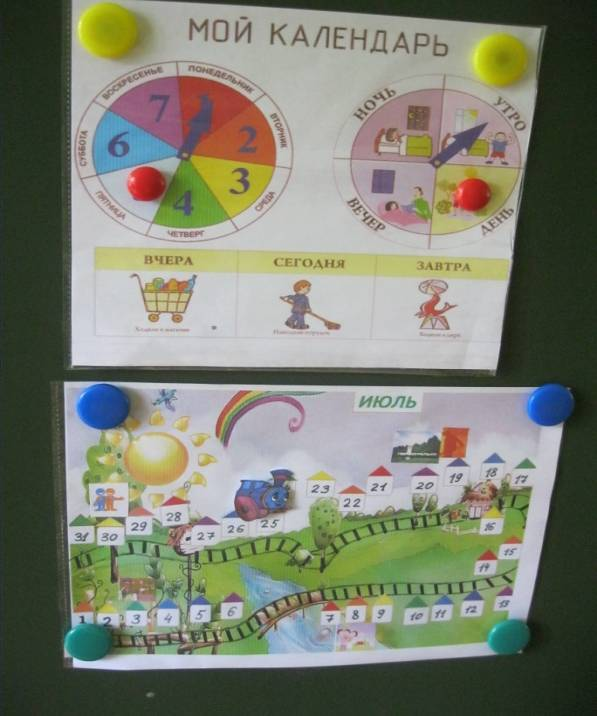 МОЙ КАЛЕНДАРЬ
ВОСКРЕСЕНЬЕ
ПОНЕДЕЛЬНИК
ВТОРНИК
СРЕДА
ЧЕТВЕРГ
ПЯТНИЦА
СУББОТА
7
2
3
4
6
НОЧЬ
УТРО
ВЕЧЕР
ДЕНЬ
ВЧЕРА СЕГОДНЯ ЗАВТРА
Ходили в магазин
ИЮЛЬ
31 30 29 28 27 26 25 23 22 21 20 19 18 17
16
15
14
1 2 3 4 5 6 7 8 9 10 11 12 13